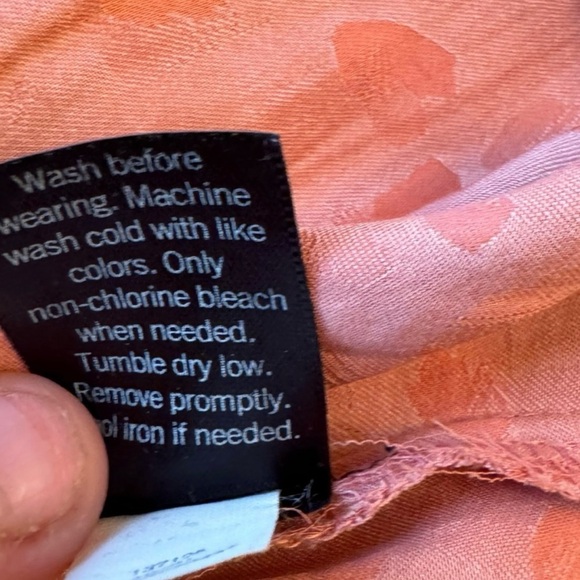 Wash before
wearing. Machine
wash cold with like
colors. Only
non-chlorine bleach
when needed.
Tumble dry low.
Remove promptly.
ol iron if needed.